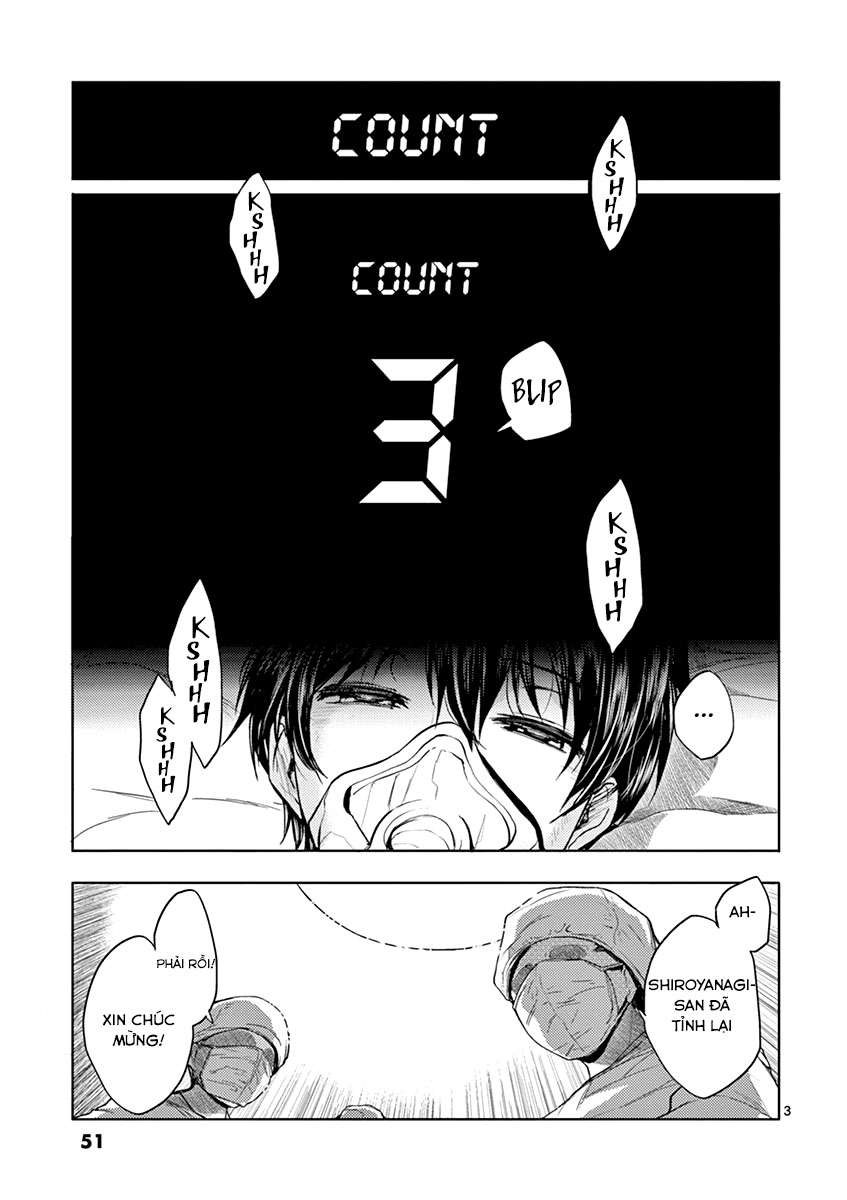 COUNT
KSHHH
KSHHH
COUNT
3
BLIP
KSHHH
KSHHH
KSHHH
...
AH-
SHIROYANAGI-
SAN ĐÃ
TỈNH LẠI
PHẢI RỒI!
XIN CHÚC
MỪNG!
3
51